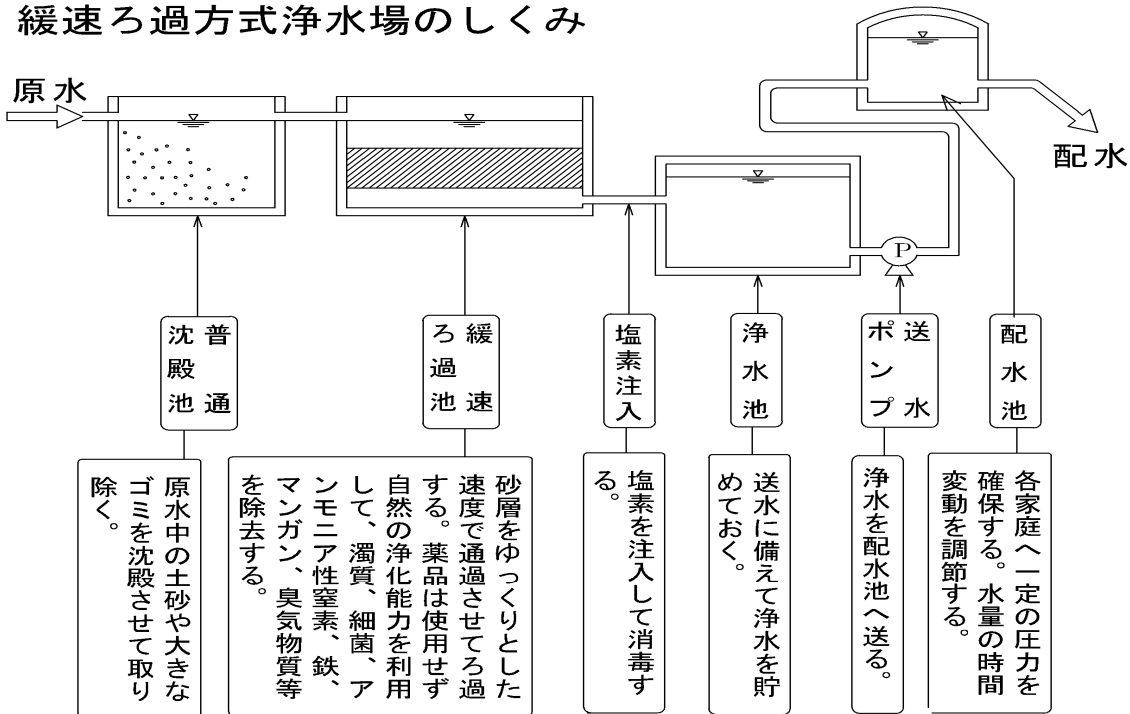 緩速ろ過方式浄水場のしくみ
原水
配水
P
普通
沈殿池
緩速
ろ過池
塩素注入
浄水池
送水
ポンプ
配水池
原水中の土砂や大きな
ゴミを沈殿させて取り
除く。
砂層をゆっくりとした
速度で通過させてろ過
する。薬品は使用せず
自然の浄化能力を利用
して、濁質、細菌、ア
ンモニア性窒素、鉄、
マンガン、臭気物質等
を除去する。
塩素を注入して消毒す
る。
送水に備えて浄水を貯
めておく。
浄水を配水池へ送る。
各家庭へ一定の圧力を
確保する。水量の時間
変動を調節する。